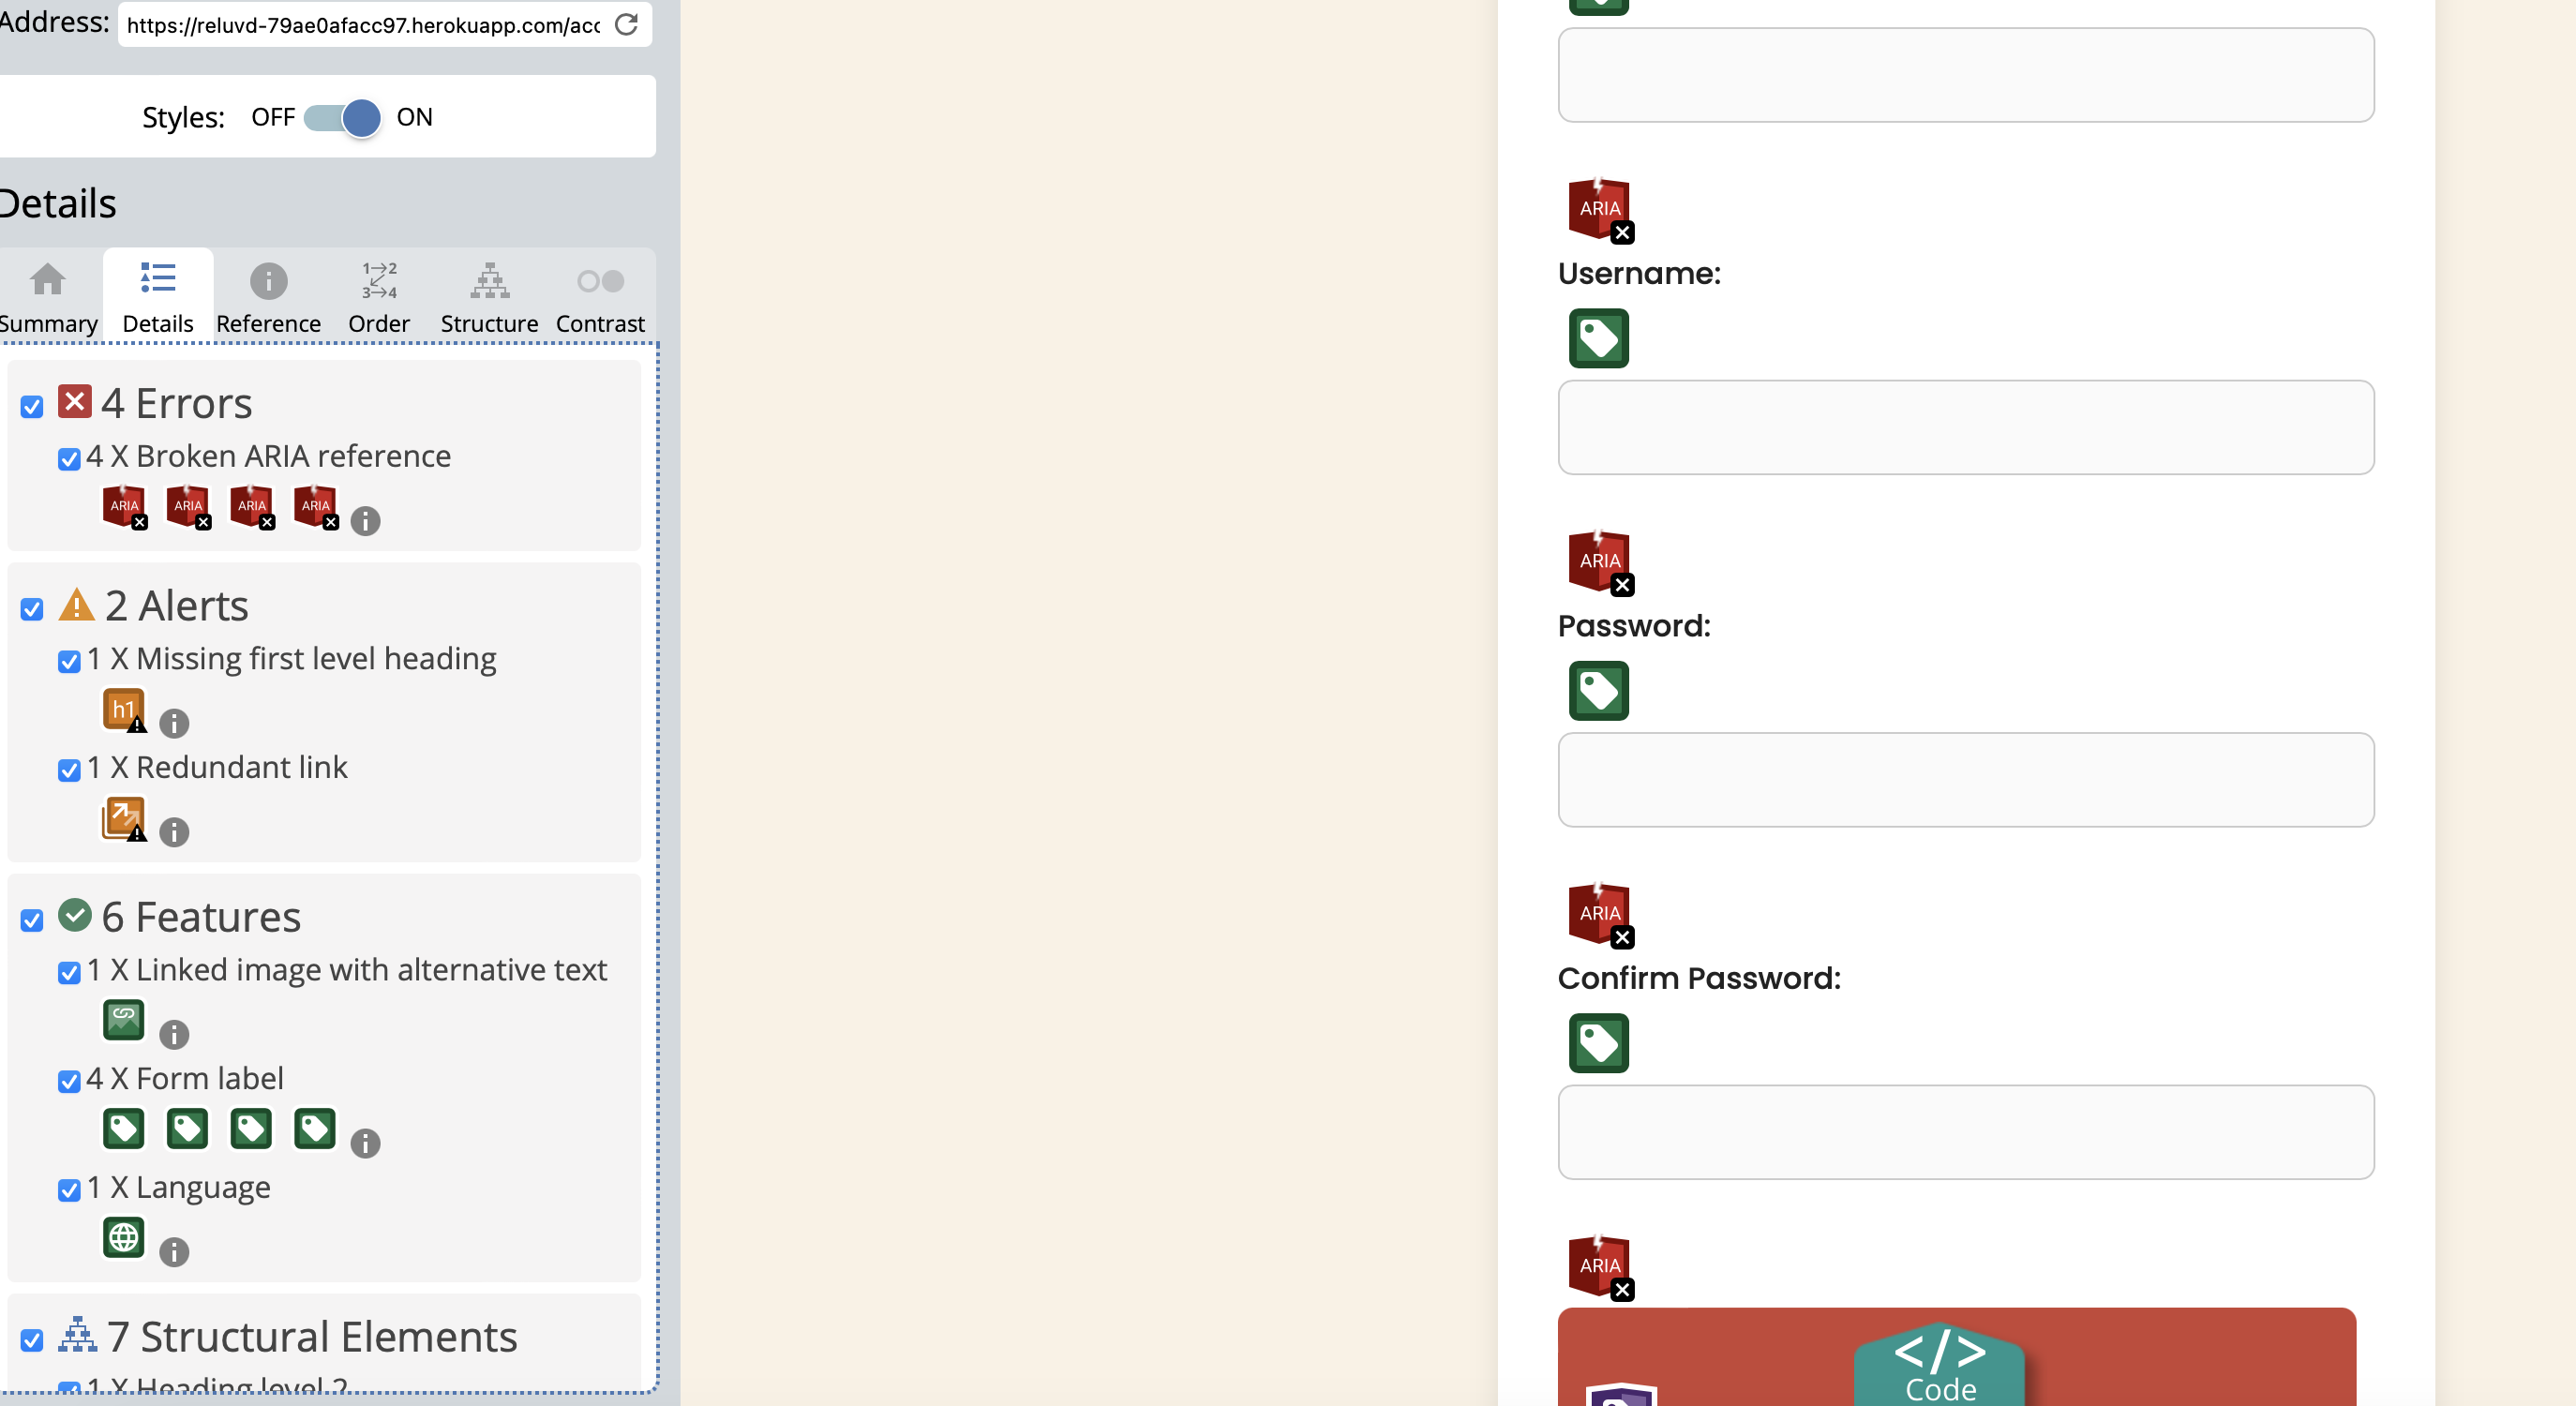 Address: https://reluvd-79ae0afacc97.herokuapp.com/acc
Styles: OFF ON
Details
Summary Details Reference Order Structure Contrast
4 Errors
4 X Broken ARIA reference
ARIA ARIA ARIA ARIA
2 Alerts
1 X Missing first level heading
h1
1 X Redundant link
6 Features
1 X Linked image with alternative text
4 X Form label
1 X Language
7 Structural Elements
1 X Heading level 2
ARIA
Username:
ARIA
Password:
ARIA
Confirm Password:
ARIA
</>
Code